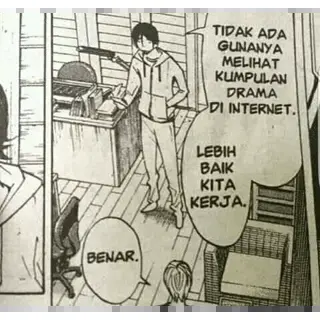 TIDAK ADA
GUNANYA
MELIHAT
KUMPULAN
DRAMA
DI INTERNET.
LEBIH
BAIK
KITA
KERJA.
BENAR.